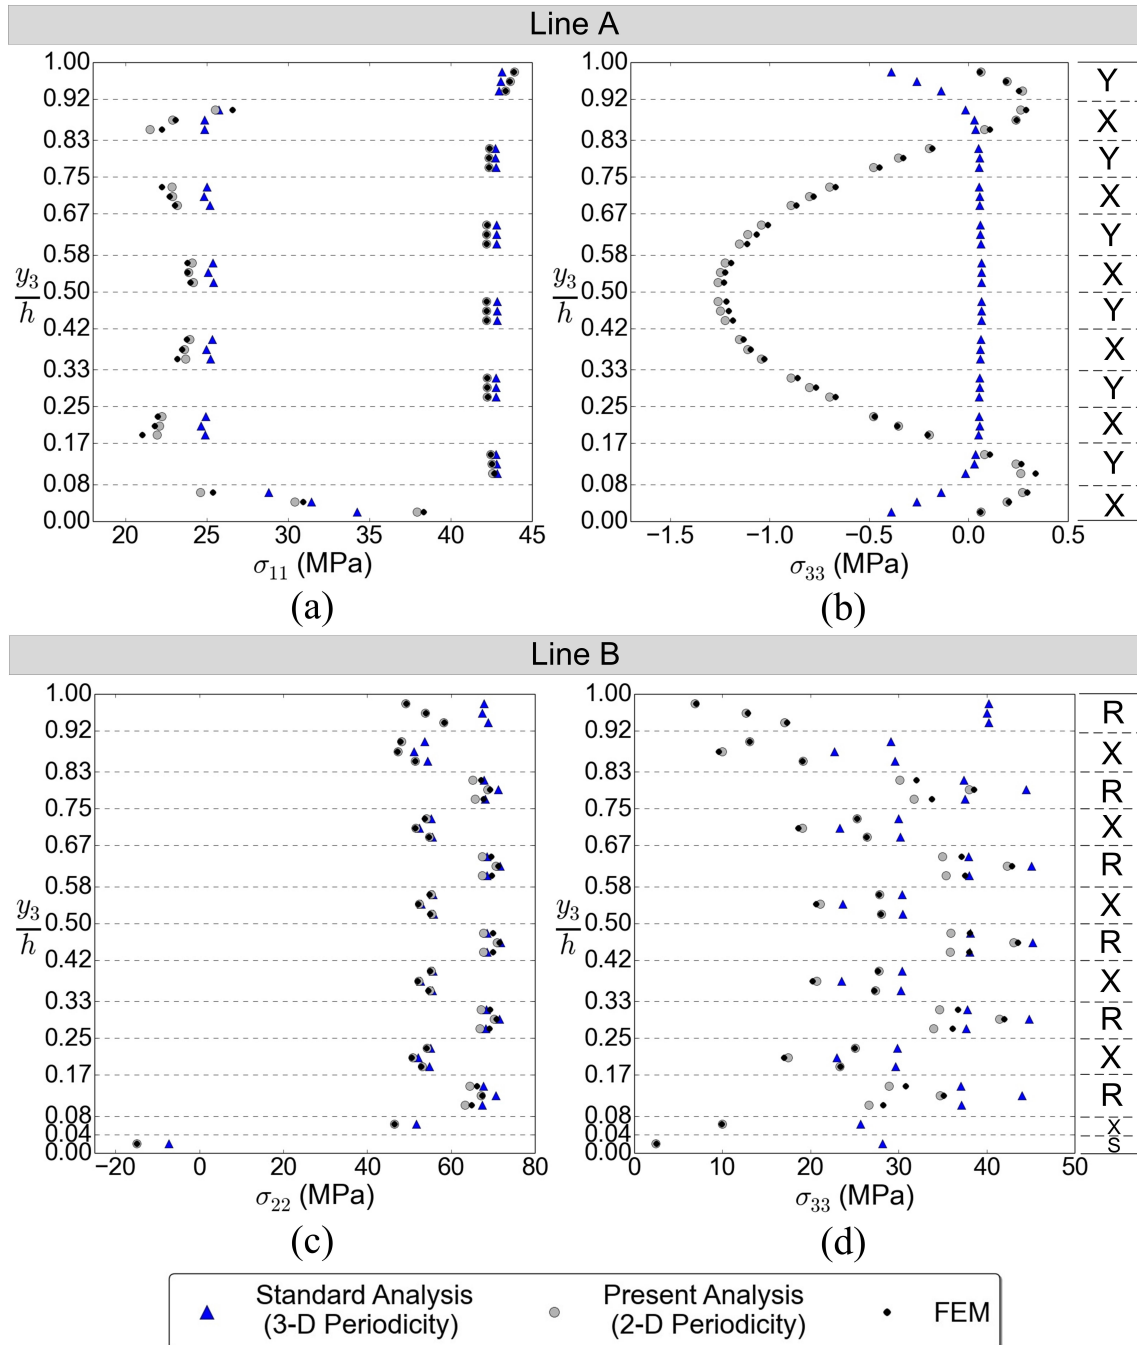 Line A
1.00
0.92
0.83
0.75
0.67
0.58
0.50
0.42
0.33
0.25
0.17
0.08
0.00
y₃/h
20 25 30 35 40 45
σ₁₁ (MPa)
(a)
1.00
0.92
0.83
0.75
0.67
0.58
0.50
0.42
0.33
0.25
0.17
0.08
0.00
y₃/h
−1.5 −1.0 −0.5 0.0 0.5
σ₃₃ (MPa)
(b)
Y
X
Y
X
Y
X
Y
X
Y
X
Y
X
Line B
1.00
0.92
0.83
0.75
0.67
0.58
0.50
0.42
0.33
0.25
0.17
0.08
0.04
0.00
y₃/h
−20 0 20 40 60 80
σ₂₂ (MPa)
(c)
1.00
0.92
0.83
0.75
0.67
0.58
0.50
0.42
0.33
0.25
0.17
0.08
0.04
0.00
y₃/h
0 10 20 30 40 50
σ₃₃ (MPa)
(d)
R
X
R
X
R
X
R
X
R
X
R
X
S
Standard Analysis
(3-D Periodicity)
Present Analysis
(2-D Periodicity)
FEM